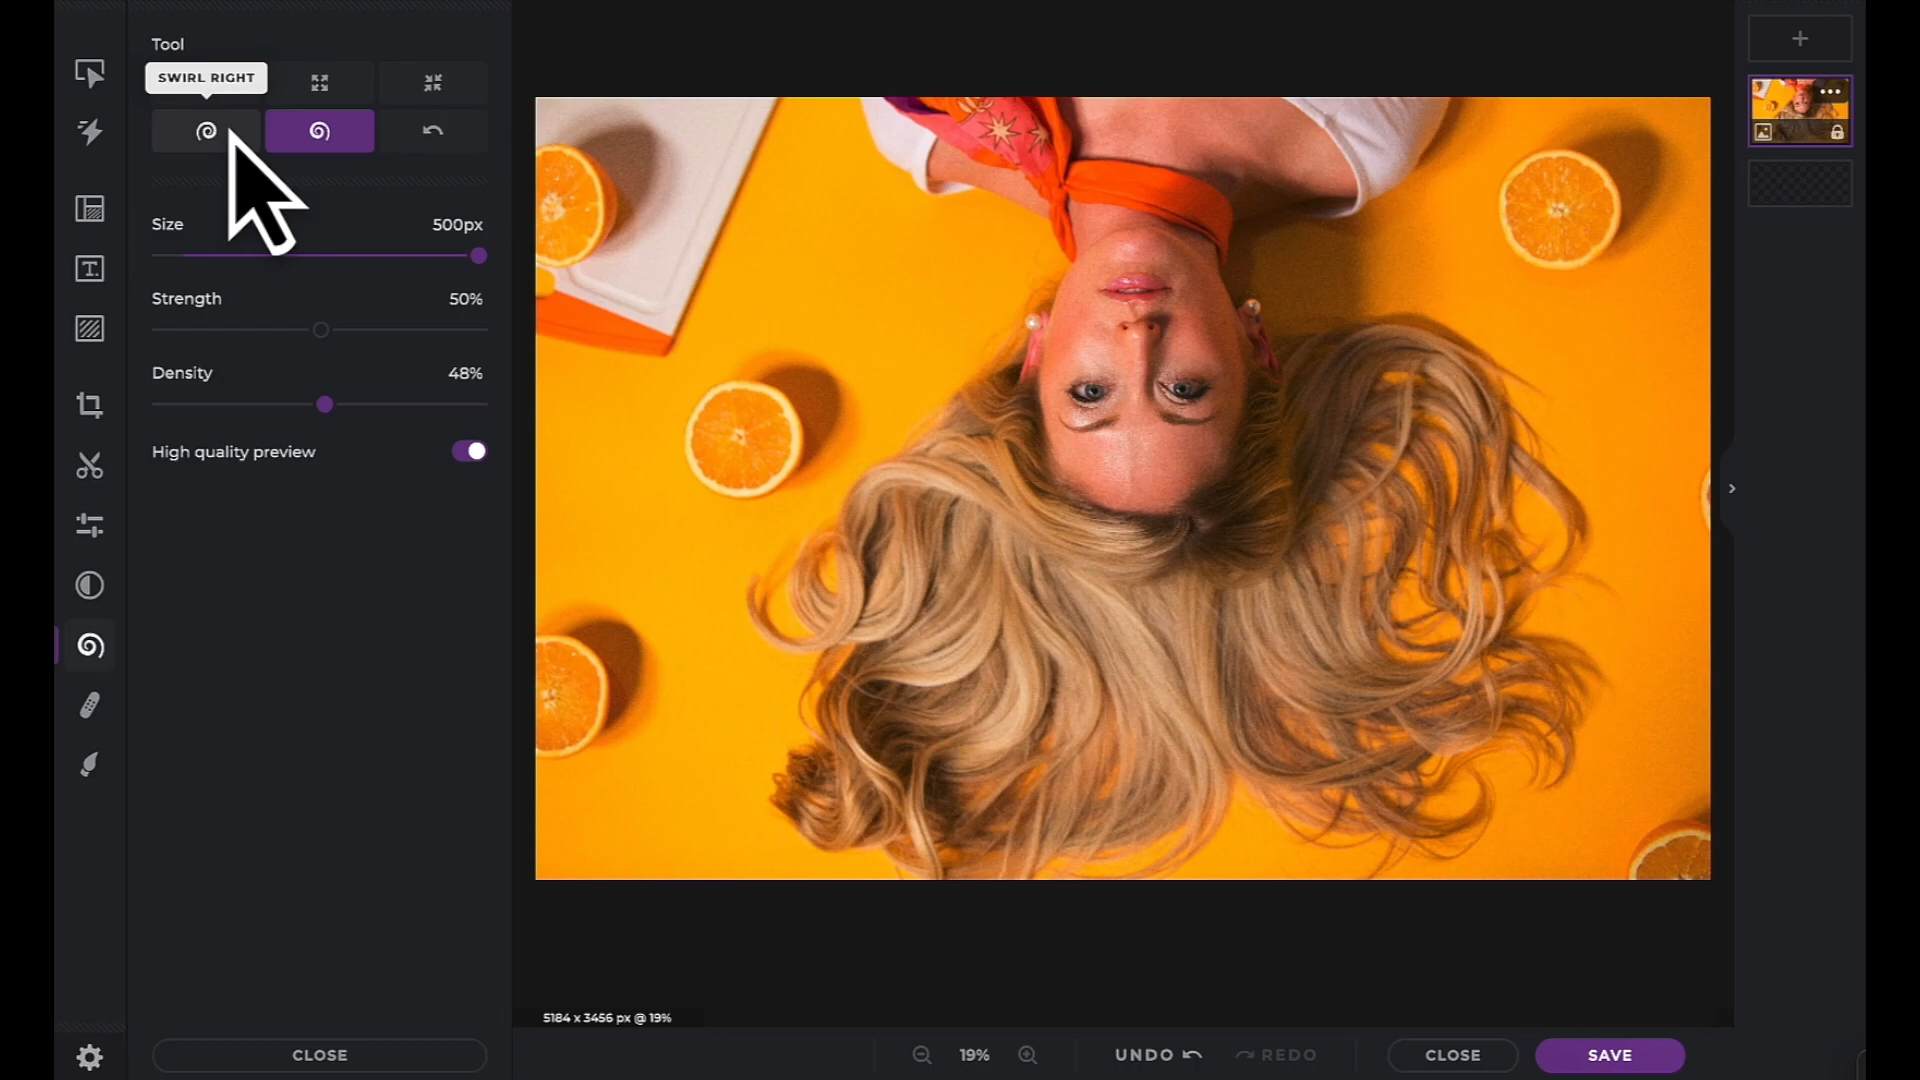 Tool
SWIRL RIGHT
Size 500px
Strength 50%
Density 48%
High quality preview
5184 x 3456 px @ 19%
CLOSE
19%
UNDO
REDO
CLOSE
SAVE